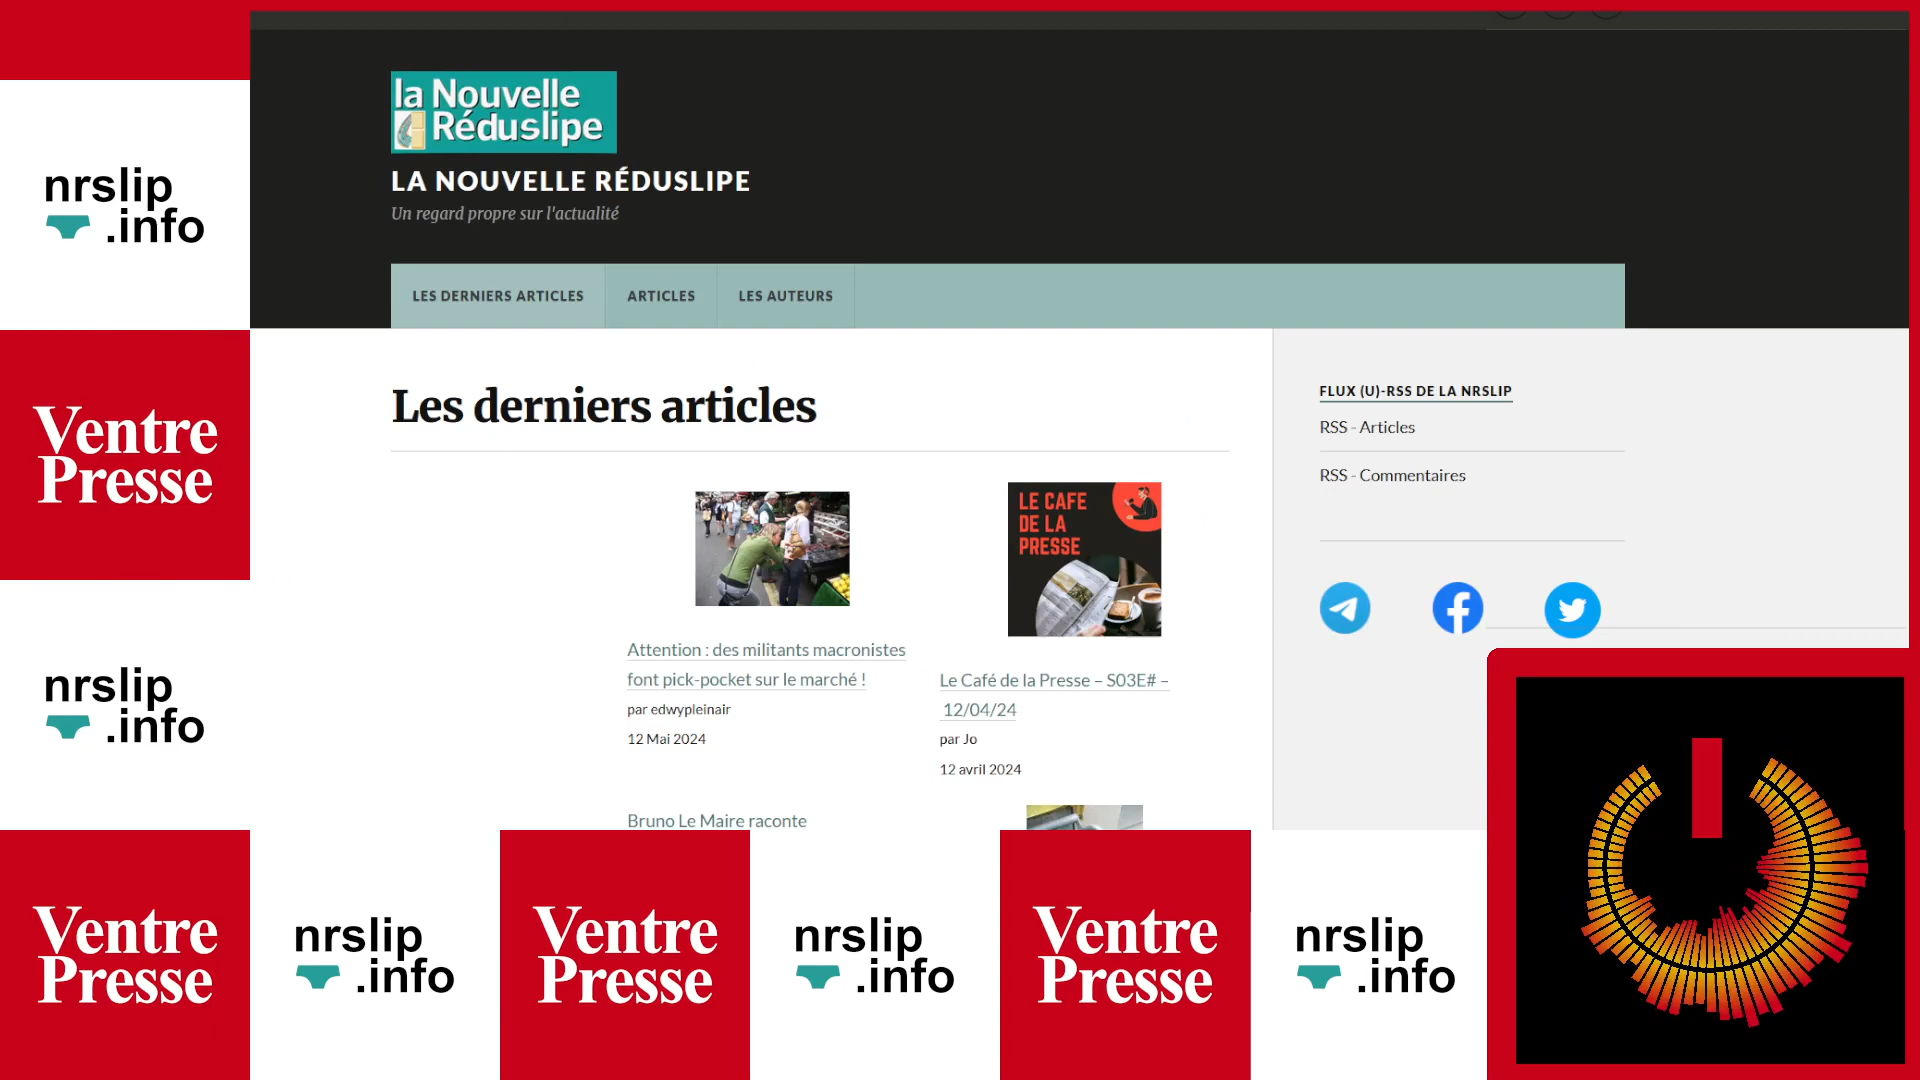 la Nouvelle
Réduslipe
LA NOUVELLE RÉDUSLIPE
Un regard propre sur l'actualité
LES DERNIERS ARTICLES
ARTICLES
LES AUTEURS
nrslip
.info
Ventre
Presse
nrslip
.info
Les derniers articles
LE CAFE
DE LA
PRESSE
Attention : des militants macronistes
font pick-pocket sur le marché !
par edwypleinair
12 Mai 2024
Le Café de la Presse – S03E# –
12/04/24
par Jo
12 avril 2024
Bruno Le Maire raconte
FLUX (U)-RSS DE LA NRSLIP
RSS - Articles
RSS - Commentaires
Ventre
Presse
nrslip
.info
Ventre
Presse
nrslip
.info
Ventre
Presse
nrslip
.info